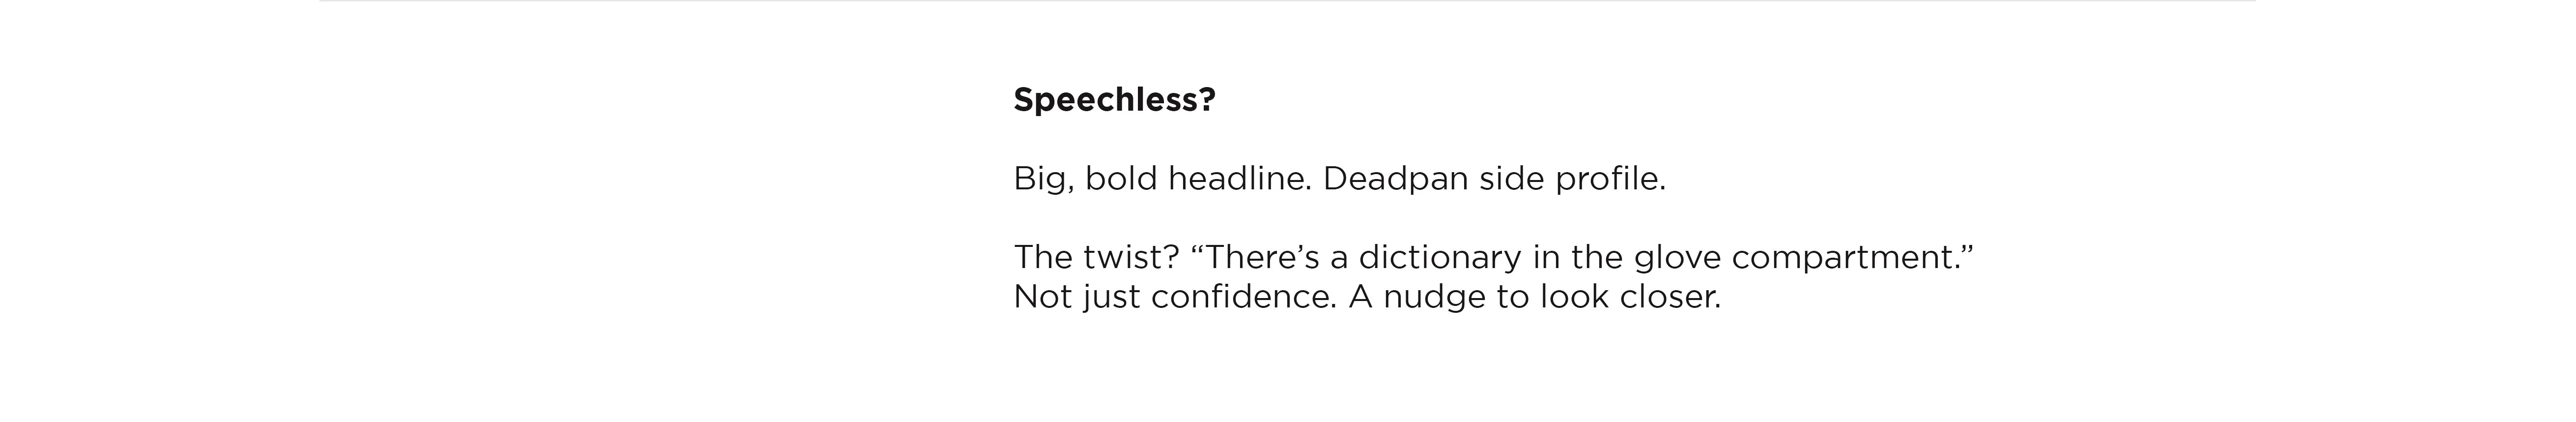 Speechless?
Big, bold headline. Deadpan side profile.
The twist? “There’s a dictionary in the glove compartment.”
Not just confidence. A nudge to look closer.